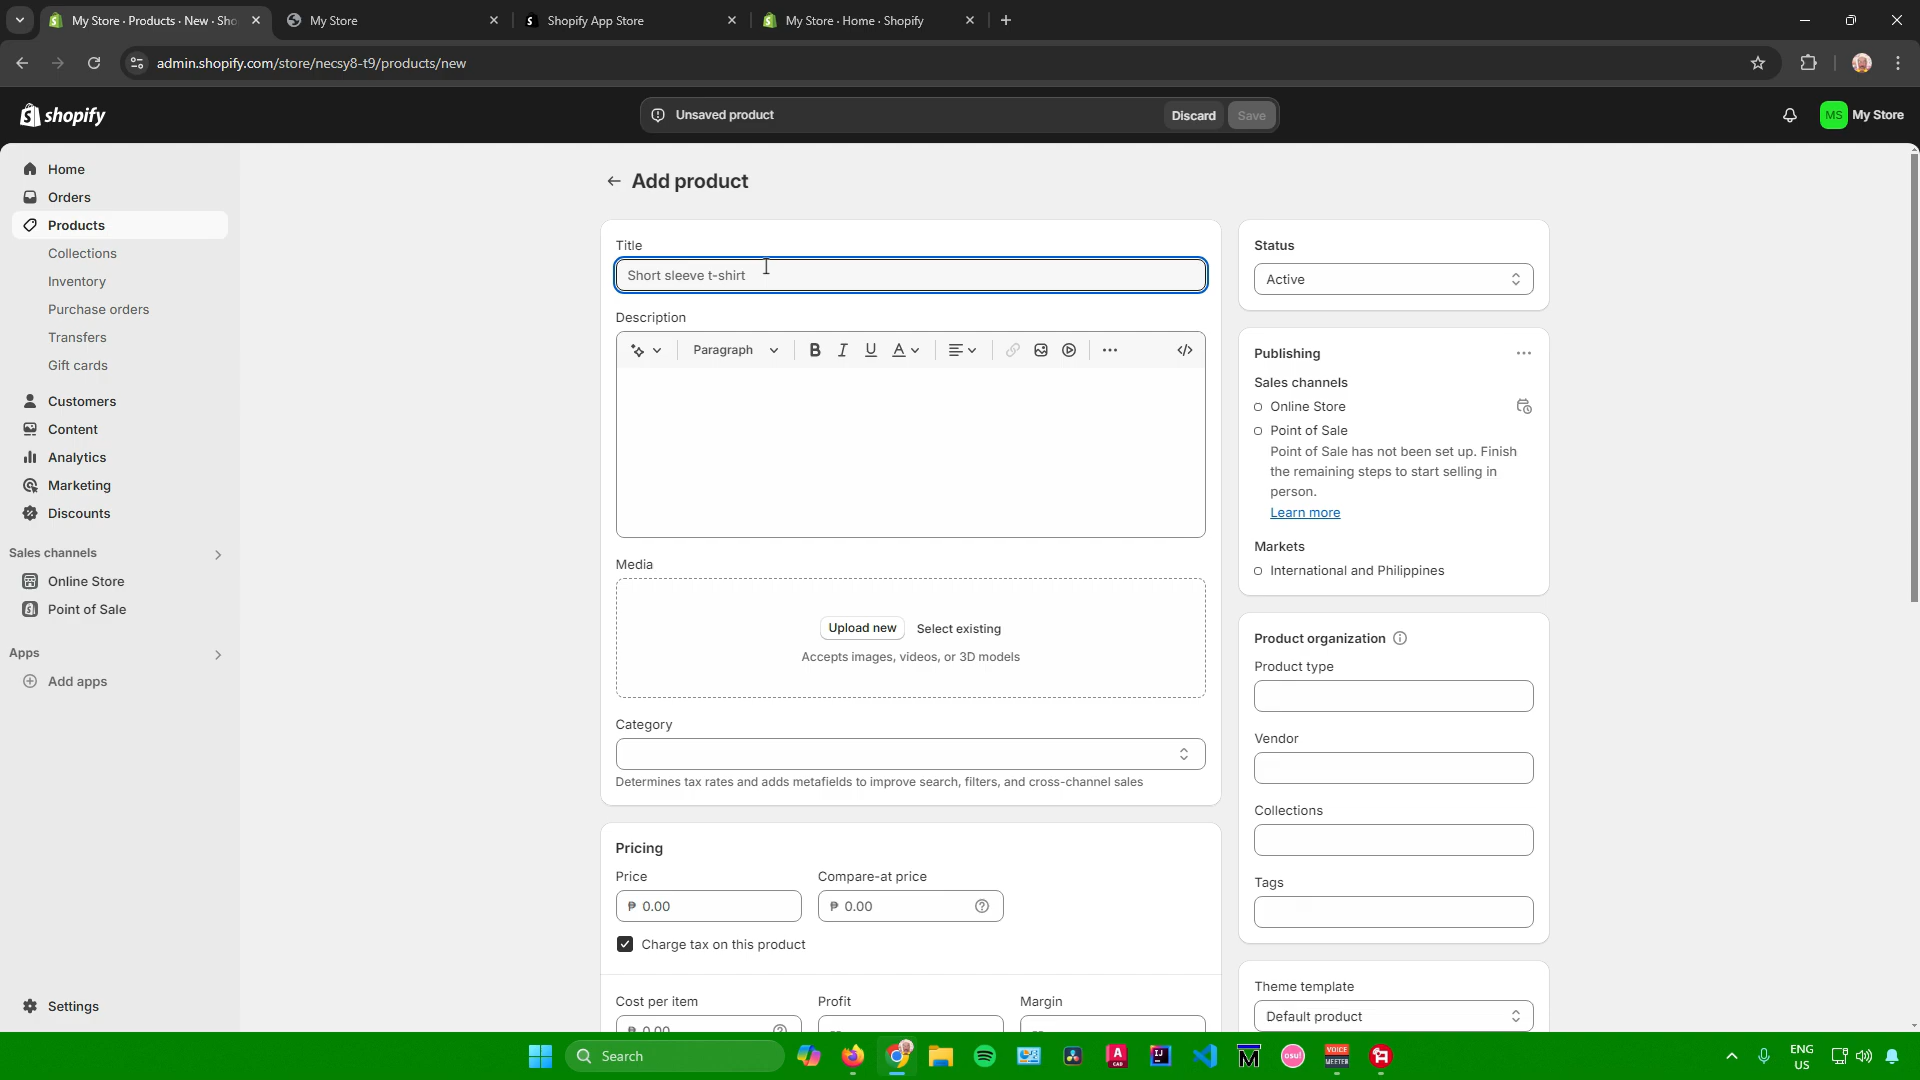 My Store · Products · New · Sho
My Store
Shopify App Store
My Store · Home · Shopify
admin.shopify.com/store/necsy8-t9/products/new
shopify
Unsaved product
Discard
Save
MS
My Store
Home
Orders
Products
Collections
Inventory
Purchase orders
Transfers
Gift cards
Customers
Content
Analytics
Marketing
Discounts
Sales channels
Online Store
Point of Sale
Apps
Add apps
Settings
Add product
Title
Short sleeve t-shirt
Description
Paragraph
Media
Upload new
Select existing
Accepts images, videos, or 3D models
Category
Determines tax rates and adds metafields to improve search, filters, and cross-channel sales
Pricing
Price
Compare-at price
₱ 0.00
₱ 0.00
Charge tax on this product
Cost per item
Profit
Margin
₱ 0.00
--
--
Status
Active
Publishing
Sales channels
Online Store
Point of Sale
Point of Sale has not been set up. Finish
the remaining steps to start selling in
person.
Learn more
Markets
International and Philippines
Product organization
Product type
Vendor
Collections
Tags
Theme template
Default product
Search
A
CAD
IJ
M
osu!
VOICE
MEETER
ENG
US